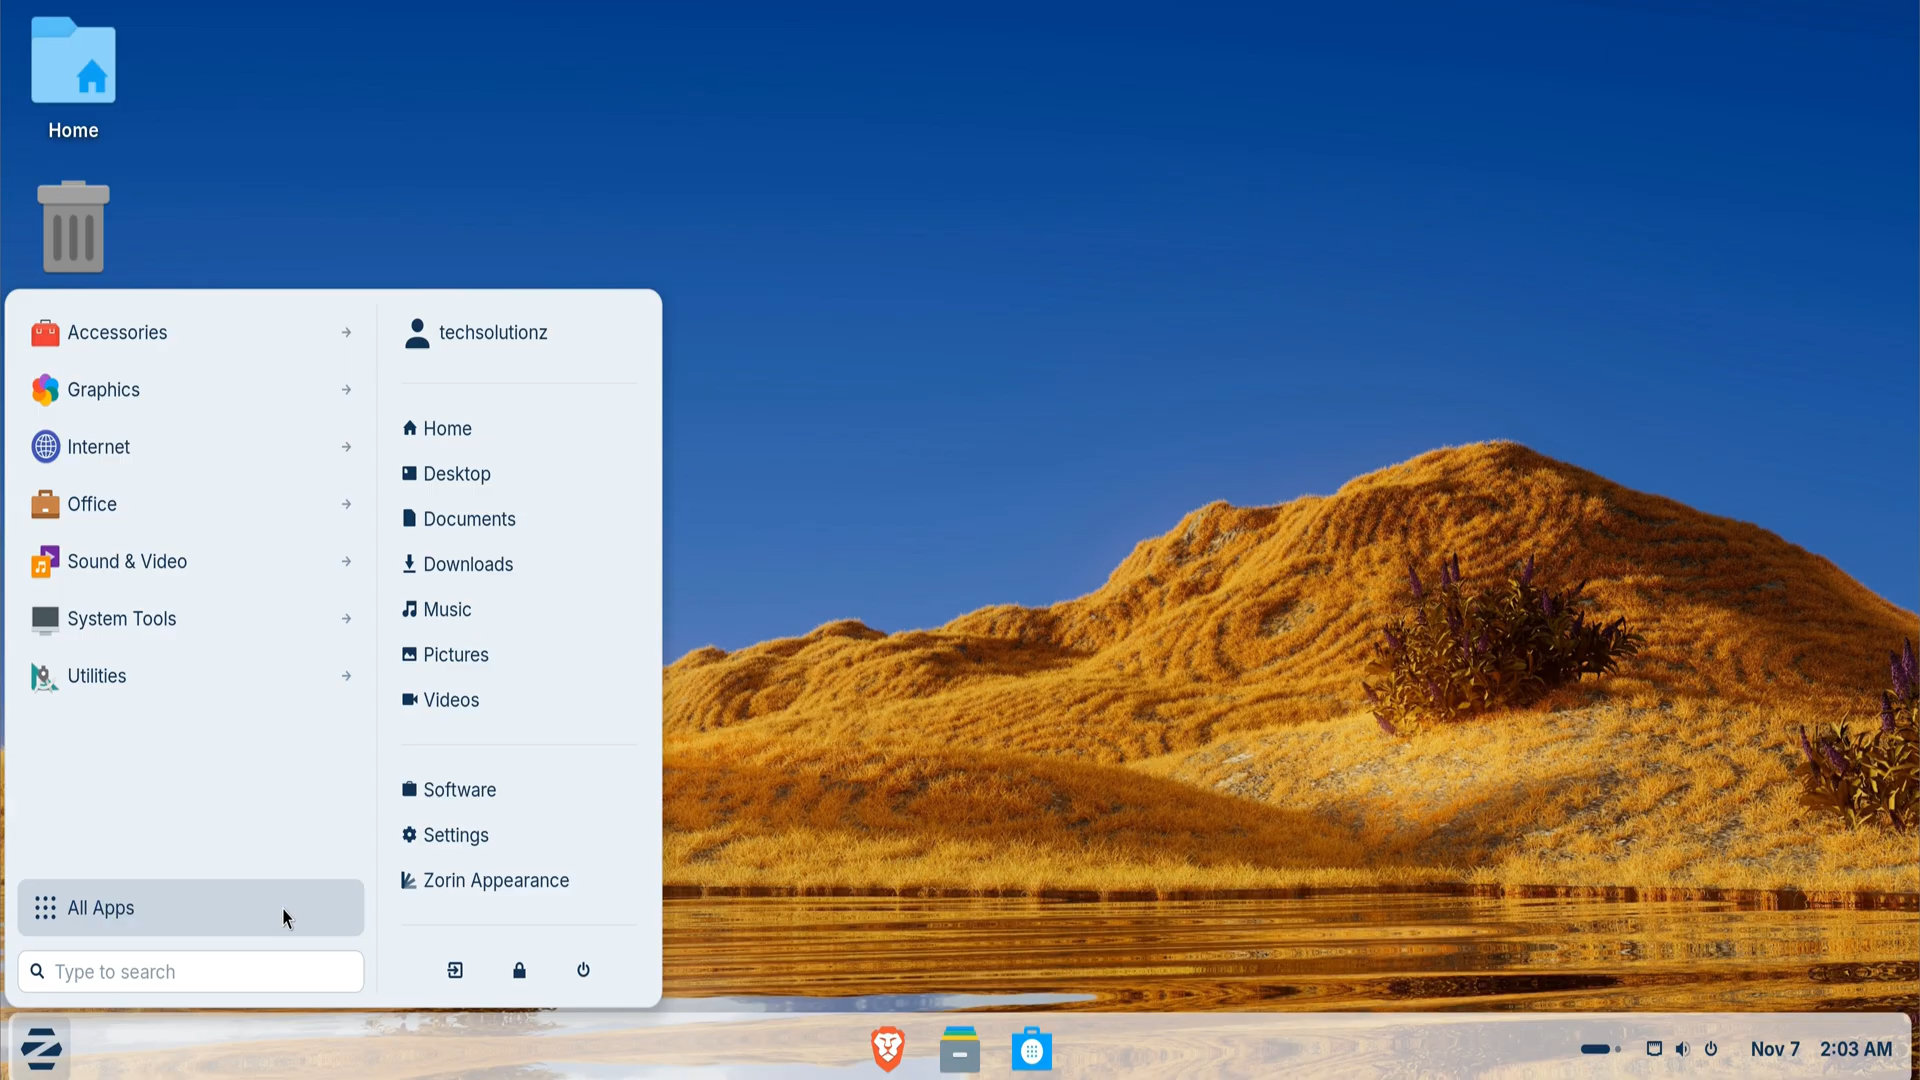 Home
Accessories
Graphics
Internet
Office
Sound & Video
System Tools
Utilities
All Apps
Type to search
techsolutionz
Home
Desktop
Documents
Downloads
Music
Pictures
Videos
Software
Settings
Zorin Appearance
Nov 7 2:03 AM